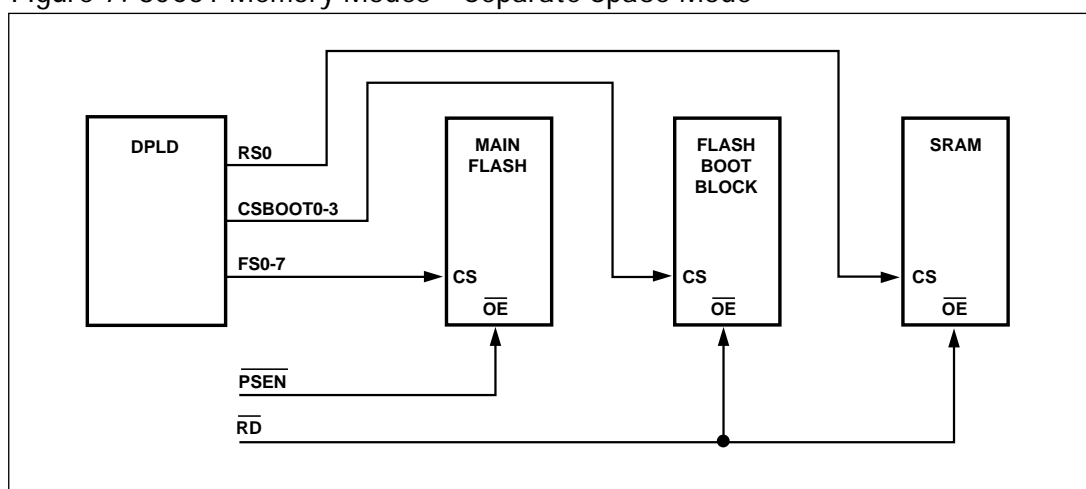 Figure 7. Memory Modes – Separate Space Mode
DPLD
RS0
CSBOOT0-3
FS0-7
MAIN
FLASH
CS
OE
FLASH
BOOT
BLOCK
CS
OE
SRAM
CS
OE
PSEN
RD